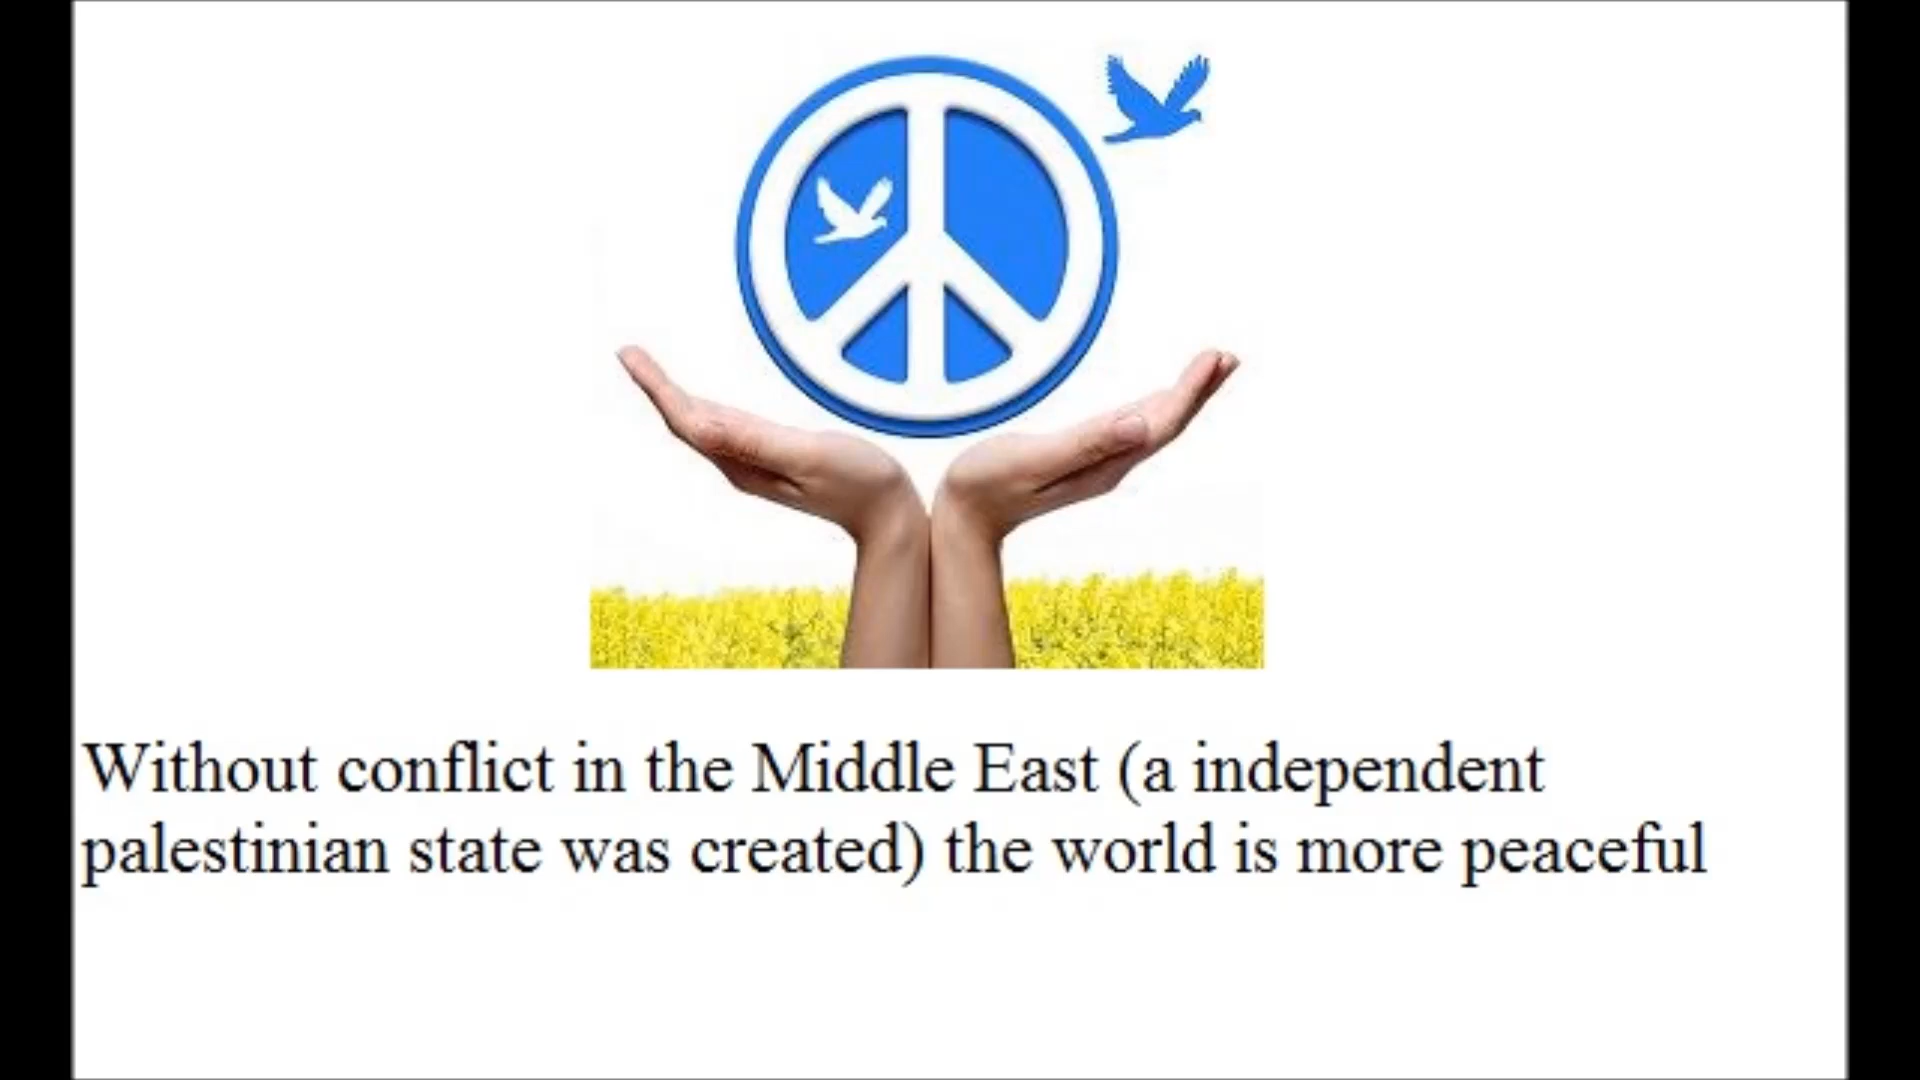 Without conflict in the Middle East (a independent
palestinian state was created) the world is more peaceful